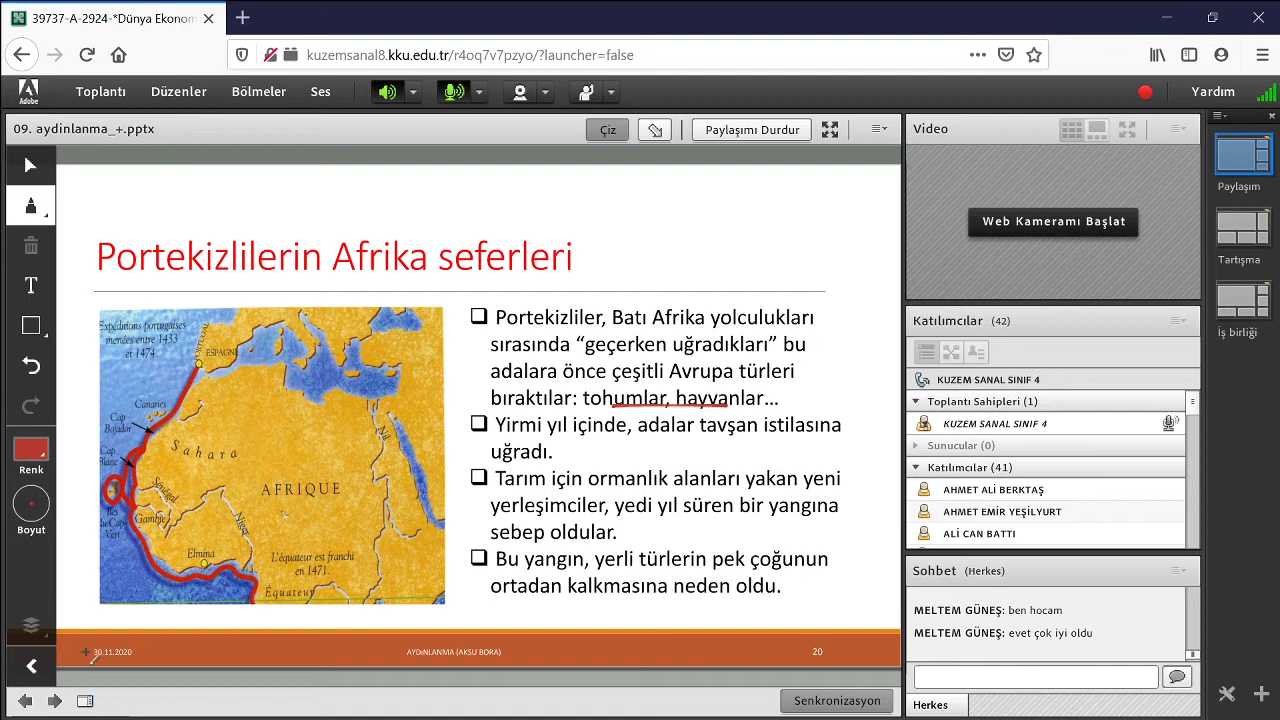 39737-A-2924-*Dünya Ekonom
kuzemsanal8.kku.edu.tr/r4oq7v7pzyo/?launcher=false
Adobe
Toplantı
Düzenler
Bölmeler
Ses
Yardım
09. aydinlanma_+.pptx
Çiz
Paylaşımı Durdur
Portekizlilerin Afrika seferleri
Expéditions portugaises
menées entre 1433
et 1474
PORTUGAL
ESPAGNE
Canaries
Cap
Bojador
Cap
Blanc
Sahara
Nil
AFRIQUE
Sénégal
Iles
du Cap
Vert
Gambie
Niger
Elmina
L'équateur est franchi
en 1471.
Équateur
❑ Portekizliler, Batı Afrika yolculukları
sırasında “geçerken uğradıkları” bu
adalara önce çeşitli Avrupa türleri
bıraktılar: tohumlar, hayvanlar…
❑ Yirmi yıl içinde, adalar tavşan istilasına
uğradı.
❑ Tarım için ormanlık alanları yakan yeni
yerleşimciler, yedi yıl süren bir yangına
sebep oldular.
❑ Bu yangın, yerli türlerin pek çoğunun
ortadan kalkmasına neden oldu.
30.11.2020
AYDıNLANMA (AKSU BORA)
20
T
Renk
Boyut
Senkronizasyon
Video
Web Kameramı Başlat
Katılımcılar (42)
KUZEM SANAL SINIF 4
Toplantı Sahipleri (1)
KUZEM SANAL SINIF 4
Sunucular (0)
Katılımcılar (41)
AHMET ALİ BERKTAŞ
AHMET EMİR YEŞİLYURT
ALİ CAN BATTI
Sohbet (Herkes)
MELTEM GÜNEŞ: ben hocam
MELTEM GÜNEŞ: evet çok iyi oldu
Herkes
Paylaşım
Tartışma
İş birliği